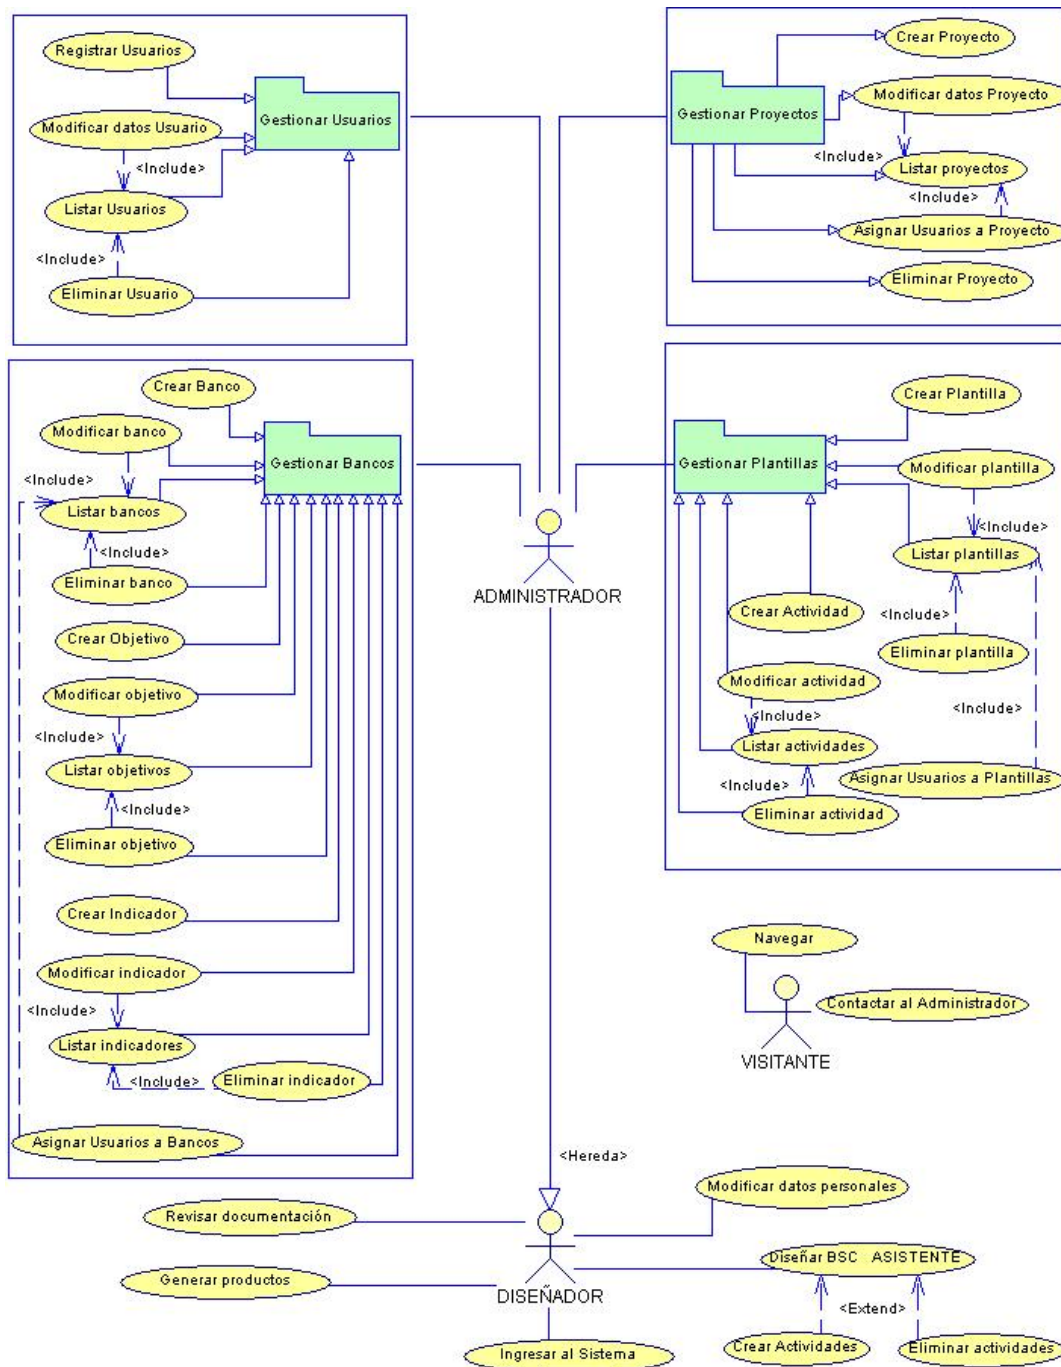 Registrar Usuarios
Gestionar Usuarios
Modificar datos Usuario
<Include>
Listar Usuarios
<Include>
Eliminar Usuario
Crear Proyecto
Modificar datos Proyecto
Gestionar Proyectos
<Include>
Listar proyectos
<Include>
Asignar Usuarios a Proyecto
Eliminar Proyecto
Crear Banco
Modificar banco
Gestionar Bancos
<Include>
Listar bancos
<Include>
Eliminar banco
Crear Objetivo
Modificar objetivo
<Include>
Listar objetivos
<Include>
Eliminar objetivo
Crear Indicador
Modificar indicador
<Include>
Listar indicadores
<Include>
Eliminar indicador
Asignar Usuarios a Bancos
ADMINISTRADOR
Crear Plantilla
Gestionar Plantillas
Modificar plantilla
<Include>
Listar plantillas
Crear Actividad
<Include>
Eliminar plantilla
Modificar actividad
<Include>
<Include>
Listar actividades
Asignar Usuarios a Plantillas
<Include>
Eliminar actividad
Navegar
Contactar al Administrador
VISITANTE
<Hereda>
Modificar datos personales
Revisar documentación
Diseñar BSC ASISTENTE
Generar productos
DISEÑADOR
<Extend>
Ingresar al Sistema
Crear Actividades
Eliminar actividades